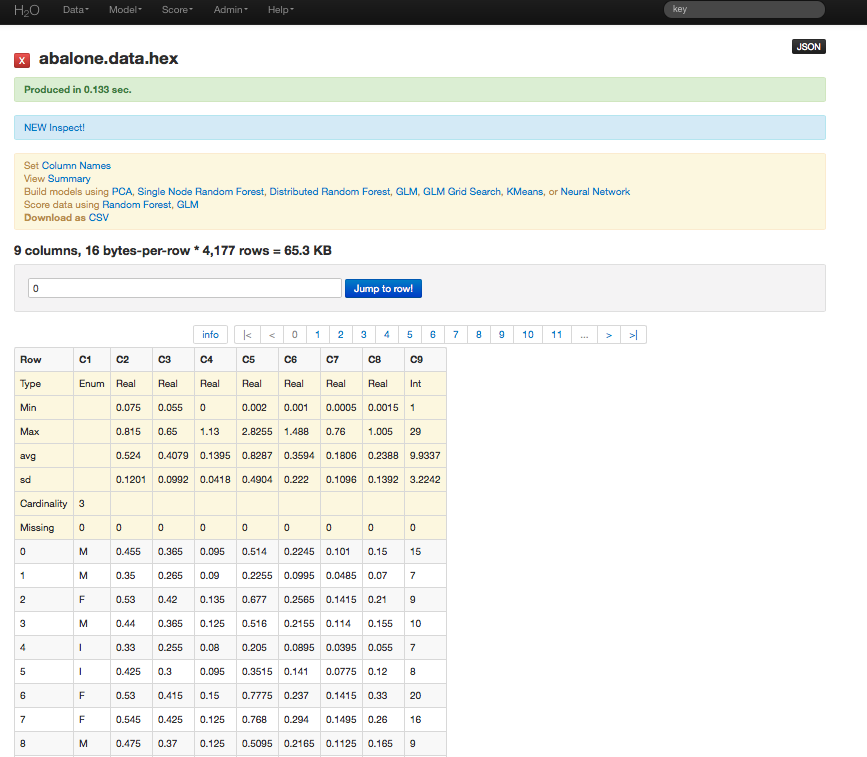 H2O Data Model Score Admin Help key
JSON
X abalone.data.hex
Produced in 0.133 sec.
NEW Inspect!
Set Column Names
View Summary
Build models using PCA, Single Node Random Forest, Distributed Random Forest, GLM, GLM Grid Search, KMeans, or Neural Network
Score data using Random Forest, GLM
Download as CSV
9 columns, 16 bytes-per-row * 4,177 rows = 65.3 KB
0 Jump to row!
info |< < 0 1 2 3 4 5 6 7 8 9 10 11 ... > >|
Row C1 C2 C3 C4 C5 C6 C7 C8 C9
Type Enum Real Real Real Real Real Real Real Int
Min 0.075 0.055 0 0.002 0.001 0.0005 0.0015 1
Max 0.815 0.65 1.13 2.8255 1.488 0.76 1.005 29
avg 0.524 0.4079 0.1395 0.8287 0.3594 0.1806 0.2388 9.9337
sd 0.1201 0.0992 0.0418 0.4904 0.222 0.1096 0.1392 3.2242
Cardinality 3
Missing 0 0 0 0 0 0 0 0 0
0 M 0.455 0.365 0.095 0.514 0.2245 0.101 0.15 15
1 M 0.35 0.265 0.09 0.2255 0.0995 0.0485 0.07 7
2 F 0.53 0.42 0.135 0.677 0.2565 0.1415 0.21 9
3 M 0.44 0.365 0.125 0.516 0.2155 0.114 0.155 10
4 I 0.33 0.255 0.08 0.205 0.0895 0.0395 0.055 7
5 I 0.425 0.3 0.095 0.3515 0.141 0.0775 0.12 8
6 F 0.53 0.415 0.15 0.7775 0.237 0.1415 0.33 20
7 F 0.545 0.425 0.125 0.768 0.294 0.1495 0.26 16
8 M 0.475 0.37 0.125 0.5095 0.2165 0.1125 0.165 9